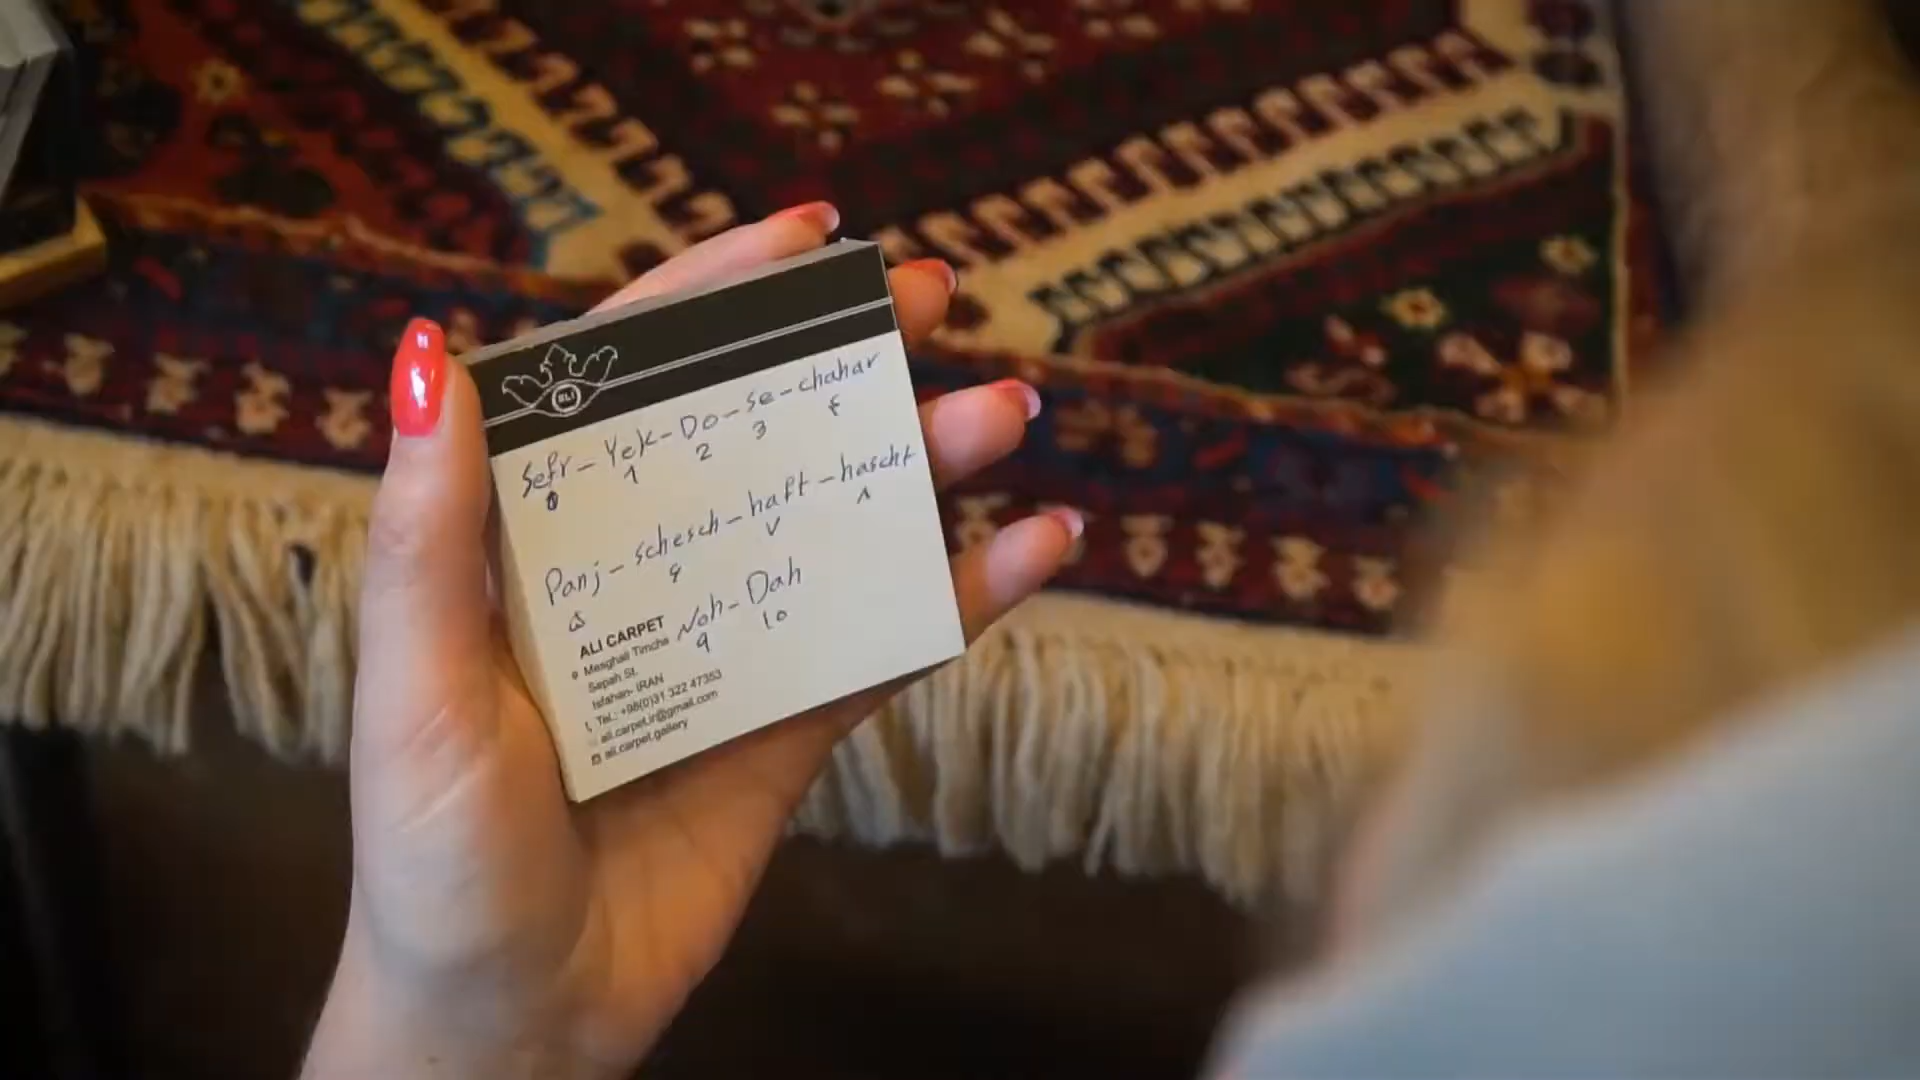 ALI
Sefr – Yek – Do – Se – chahar
0 1 2 3 ۴
Panj – schesch – haft – hascht
۵ ۶ ۷ ۸
Noh – Dah
9 10
ALI CARPET
Mesghali Timcha
Sepah St.
Isfahan- IRAN
Tel.: +98(0)31 322 47353
ali.carpet.ir@gmail.com
ali.carpet.gallery